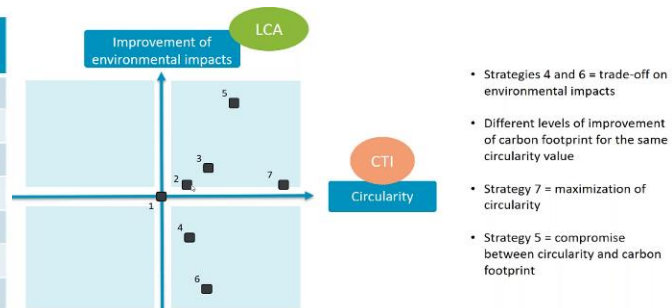 LCA
Improvement of
environmental impacts
5
3
2
7
1
4
6
CTI
Circularity
• Strategies 4 and 6 = trade-off on
environmental impacts
• Different levels of improvement
of carbon footprint for the same
circularity value
• Strategy 7 = maximization of
circularity
• Strategy 5 = compromise
between circularity and carbon
footprint